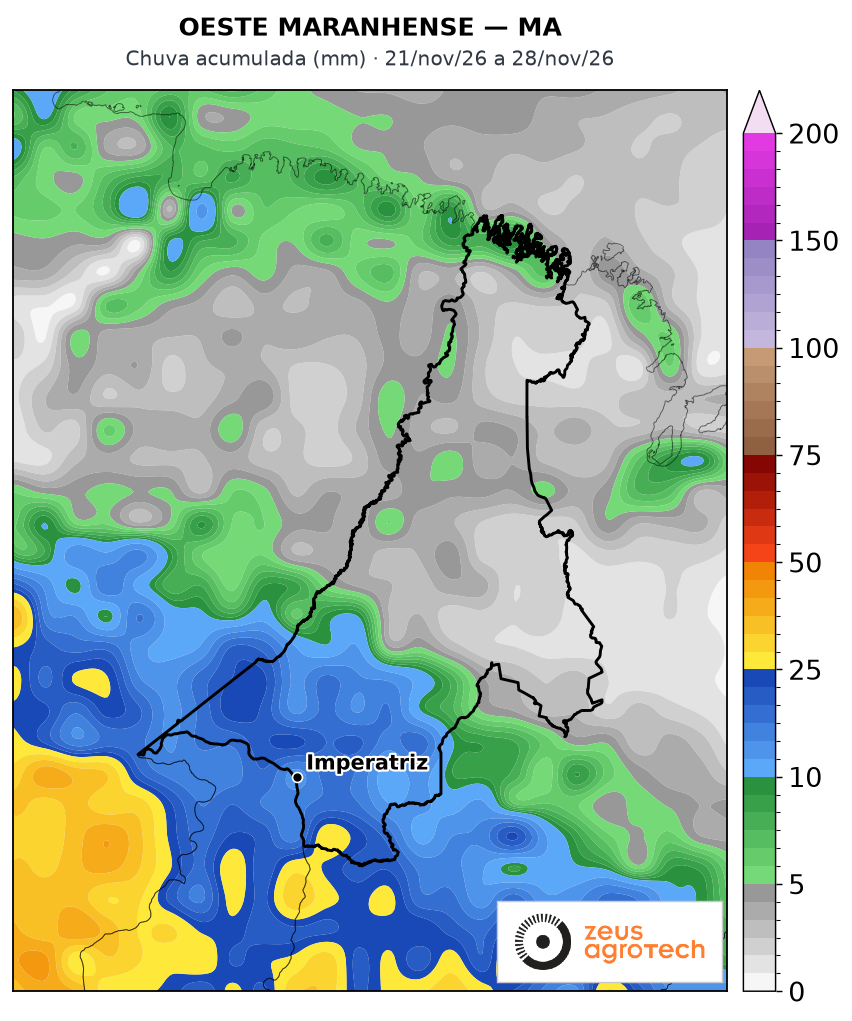 OESTE MARANHENSE — MA
Chuva acumulada (mm) · 21/nov/26 a 28/nov/26
200
150
100
75
50
25
10
5
0
Imperatriz
zeus
agrotech